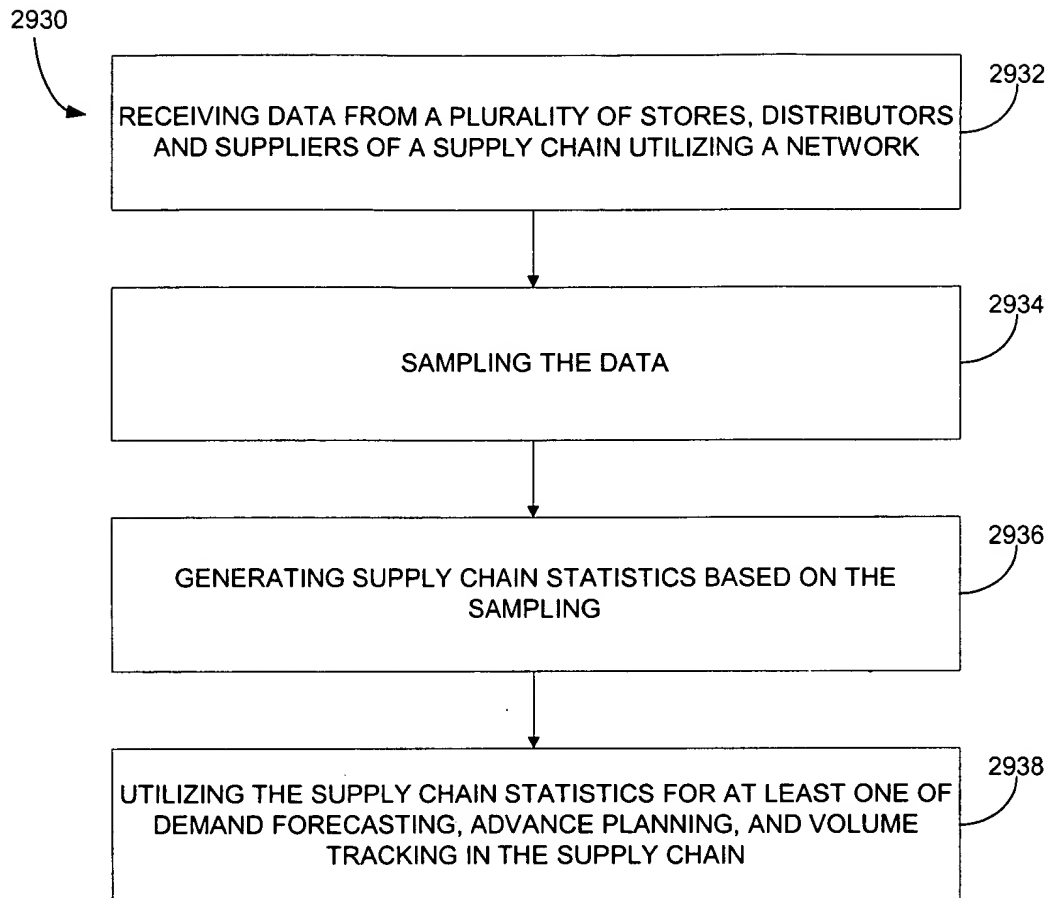 2930
2932
RECEIVING DATA FROM A PLURALITY OF STORES, DISTRIBUTORS
AND SUPPLIERS OF A SUPPLY CHAIN UTILIZING A NETWORK
2934
SAMPLING THE DATA
2936
GENERATING SUPPLY CHAIN STATISTICS BASED ON THE
SAMPLING
2938
UTILIZING THE SUPPLY CHAIN STATISTICS FOR AT LEAST ONE OF
DEMAND FORECASTING, ADVANCE PLANNING, AND VOLUME
TRACKING IN THE SUPPLY CHAIN